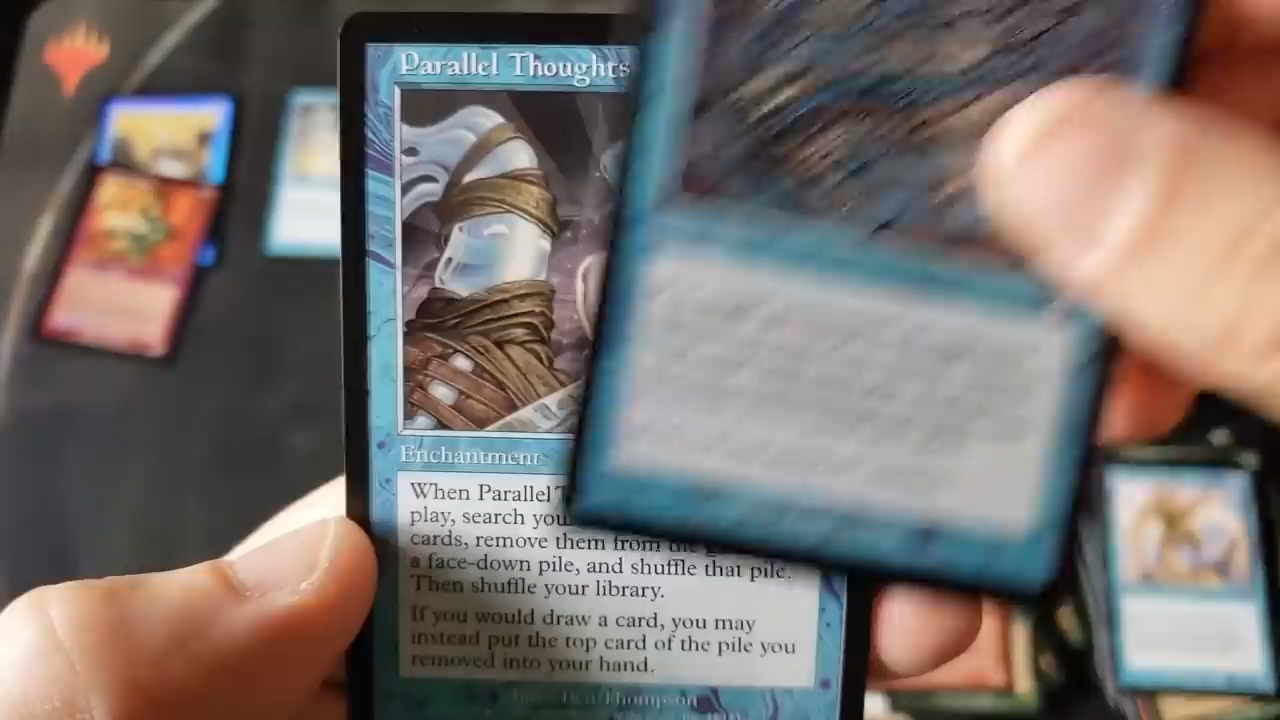 Parallel Thoughts
Enchantment
When Parallel
play, search you
cards, remove them from the
a face-down pile, and shuffle that pile.
Then shuffle your library.
If you would draw a card, you may
instead put the top card of the pile you
removed into your hand.
Thompson